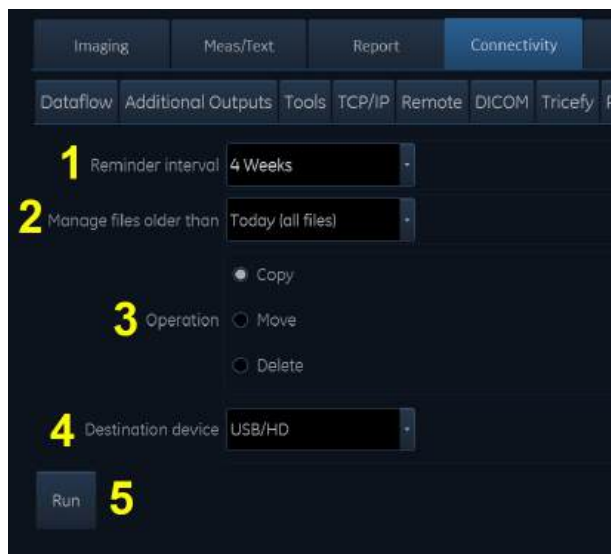 Imaging Meas/Text Report Connectivity
Dataflow Additional Outputs Tools TCP/IP Remote DICOM Tricefy
1 Reminder interval 4 Weeks
2 Manage files older than Today (all files)
Copy
3 Operation Move
Delete
4 Destination device USB/HD
Run 5